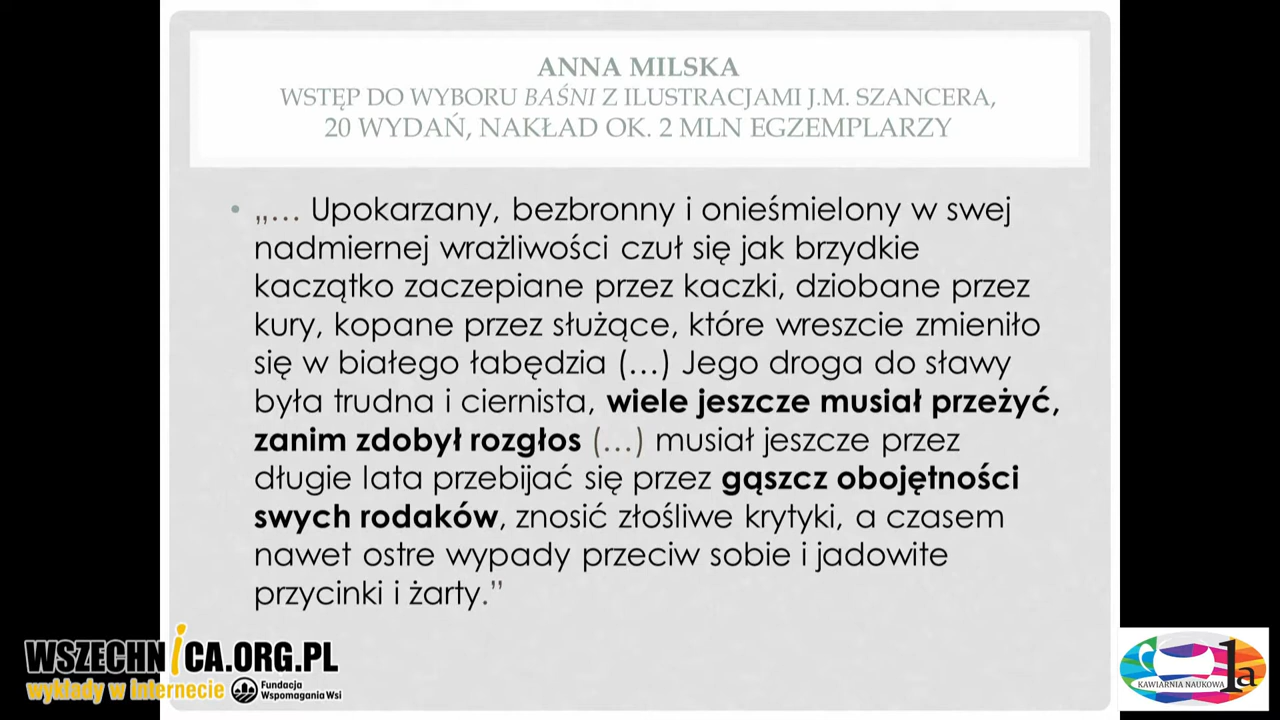 ANNA MILSKA
WSTĘP DO WYBORU BAŚNI Z ILUSTRACJAMI J.M. SZANCERA,
20 WYDAŃ, NAKŁAD OK. 2 MLN EGZEMPLARZY
• „… Upokarzany, bezbronny i onieśmielony w swej
nadmiernej wrażliwości czuł się jak brzydkie
kaczątko zaczepiane przez kaczki, dziobane przez
kury, kopane przez służące, które wreszcie zmieniło
się w białego łabędzia (…) Jego droga do sławy
była trudna i ciernista, wiele jeszcze musiał przeżyć,
zanim zdobył rozgłos (…) musiał jeszcze przez
długie lata przebijać się przez gąszcz obojętności
swych rodaków, znosić złośliwe krytyki, a czasem
nawet ostre wypady przeciw sobie i jadowite
przycinki i żarty.”
WSZECHNICA.ORG.PL
wykłady w internecie
Fundacja
Wspomagania Wsi
KAWIARNIA NAUKOWA 1a